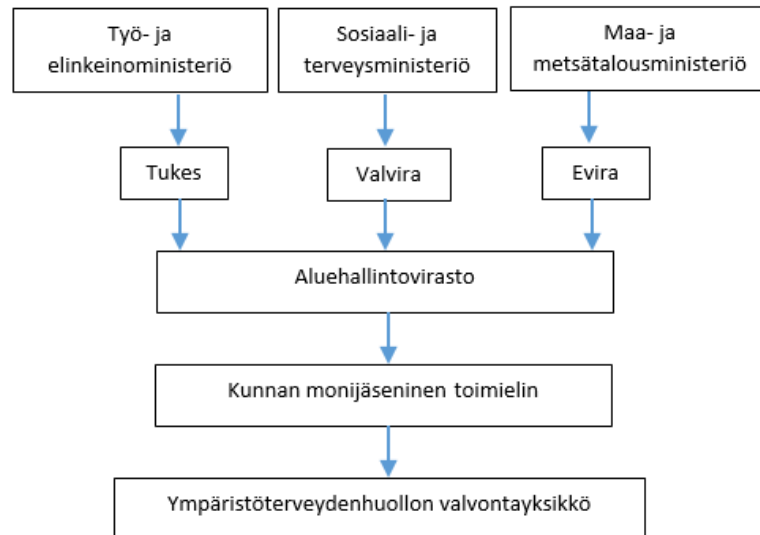 Työ- ja
elinkeinoministeriö
Sosiaali- ja
terveysministeriö
Maa- ja
metsätalousministeriö
Tukes
Valvira
Evira
Aluehallintovirasto
Kunnan monijäseninen toimielin
Ympäristöterveydenhuollon valvontayksikkö